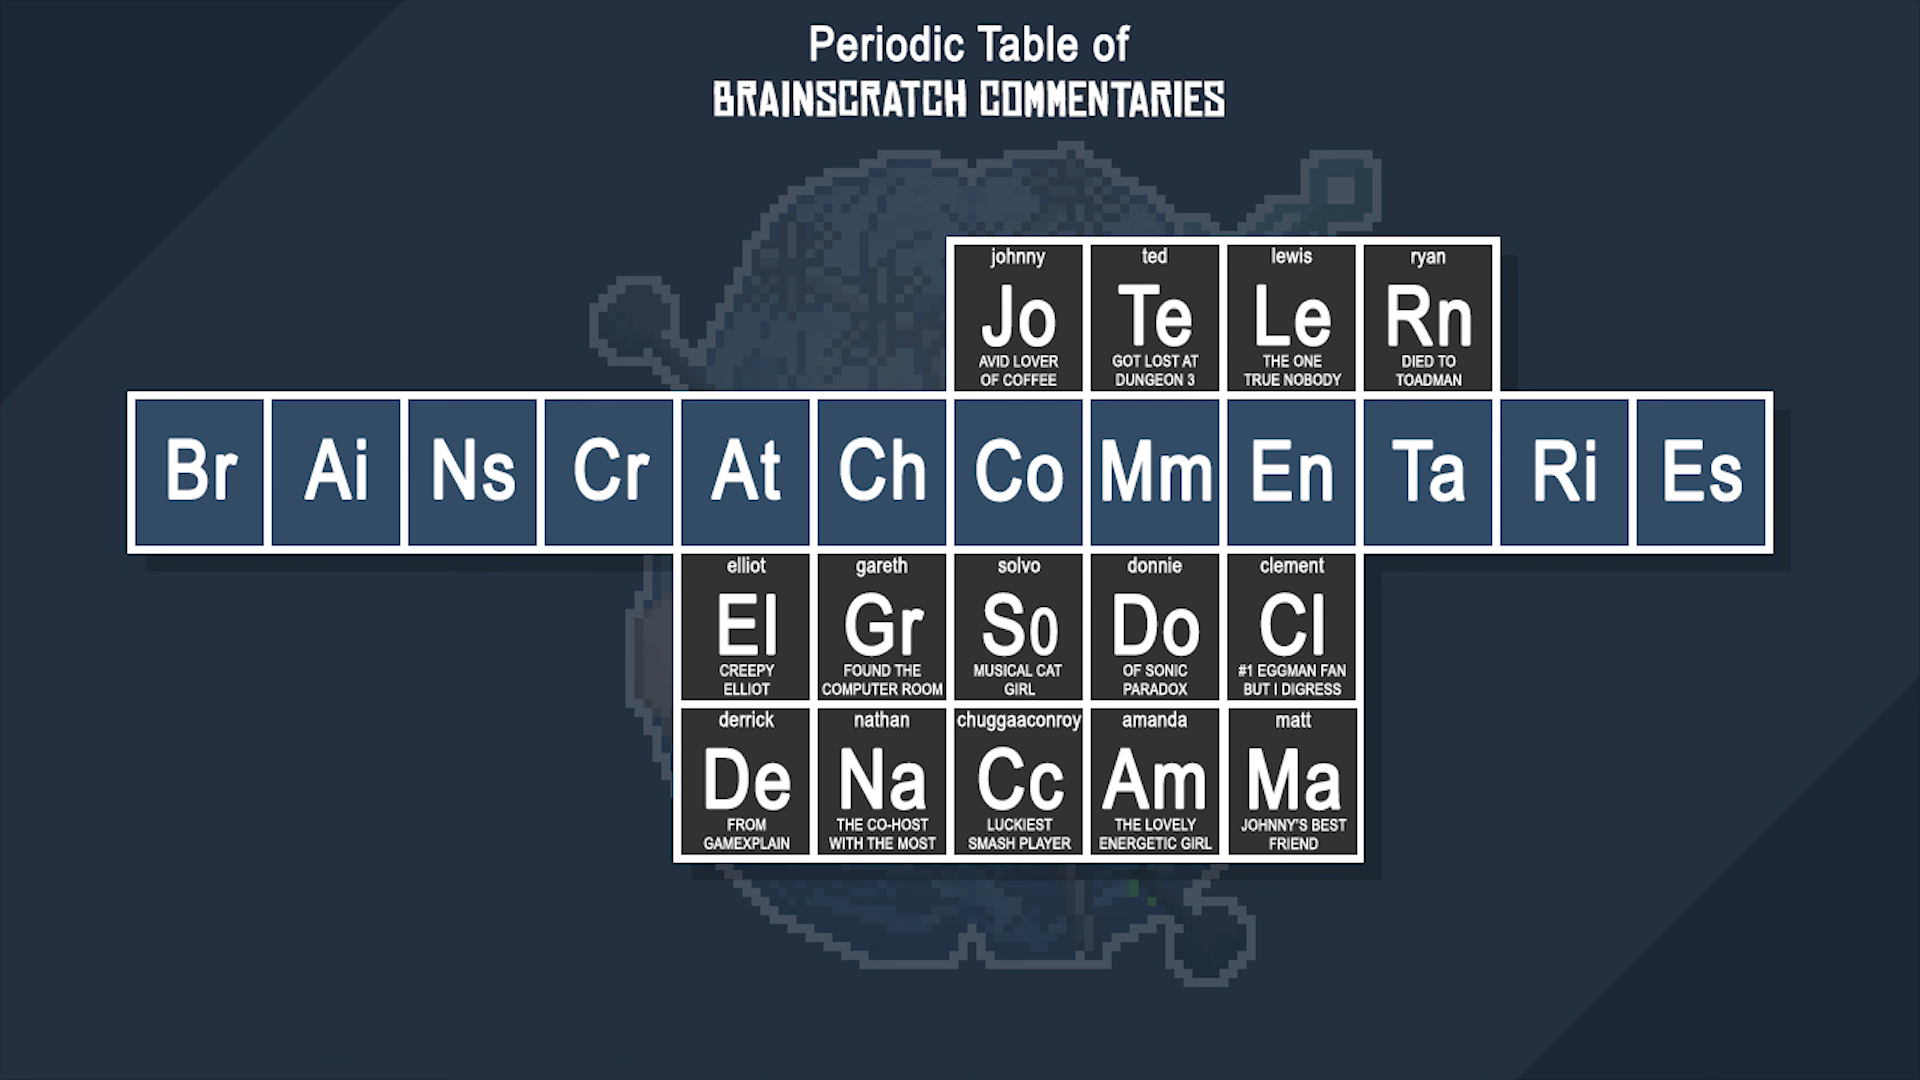 Periodic Table of
BRAINSCRATCH COMMENTARIES
johnny ted lewis ryan
Jo Te Le Rn
AVID LOVER GOT LOST AT THE ONE DIED TO
OF COFFEE DUNGEON 3 TRUE NOBODY TOADMAN
Br Ai Ns Cr At Ch Co Mm En Ta Ri Es
elliot gareth solvo donnie clement
El Gr So Do Cl
CREEPY FOUND THE MUSICAL CAT OF SONIC #1 EGGMAN FAN
ELLIOT COMPUTER ROOM GIRL PARADOX BUT I DIGRESS
derrick nathan chuggaaconroy amanda matt
De Na Cc Am Ma
FROM THE CO-HOST LUCKIEST THE LOVELY JOHNNY'S BEST
GAMEXPLAIN WITH THE MOST SMASH PLAYER ENERGETIC GIRL FRIEND